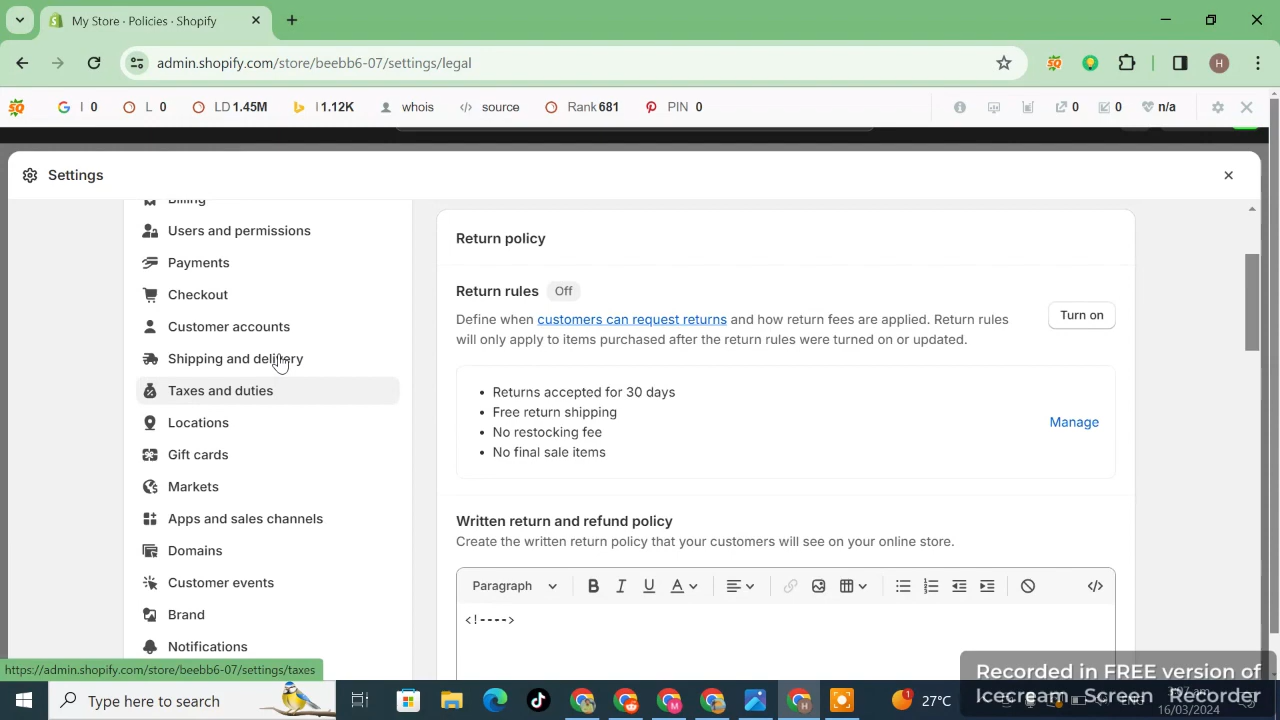 My Store · Policies · Shopify
admin.shopify.com/store/beebb6-07/settings/legal
H
I 0
L 0
LD 1.45M
I 1.12K
whois
source
Rank 681
PIN 0
0
0
n/a
Settings
Billing
Users and permissions
Payments
Checkout
Customer accounts
Shipping and delivery
Taxes and duties
Locations
Gift cards
Markets
Apps and sales channels
Domains
Customer events
Brand
Notifications
Return policy
Return rules Off
Define when customers can request returns and how return fees are applied. Return rules
will only apply to items purchased after the return rules were turned on or updated.
Turn on
• Returns accepted for 30 days
• Free return shipping
• No restocking fee
• No final sale items
Manage
Written return and refund policy
Create the written return policy that your customers will see on your online store.
Paragraph
<!---->
https://admin.shopify.com/store/beebb6-07/settings/taxes
Recorded in FREE version of
Icecream Screen Recorder
Type here to search
27°C
16/03/2024